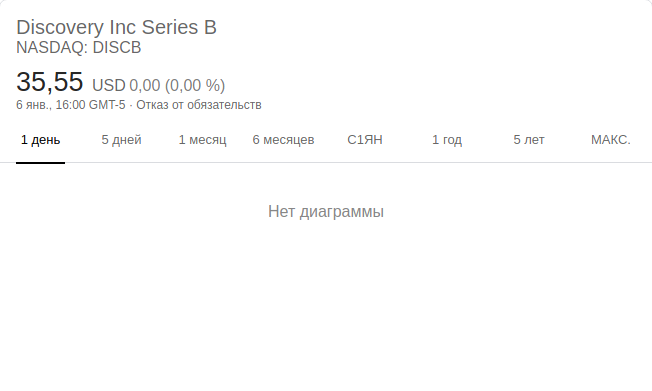 Discovery Inc Series B
NASDAQ: DISCB
35,55 USD 0,00 (0,00 %)
6 янв., 16:00 GMT-5 · Отказ от обязательств
1 день 5 дней 1 месяц 6 месяцев С1ЯН 1 год 5 лет МАКС.
Нет диаграммы